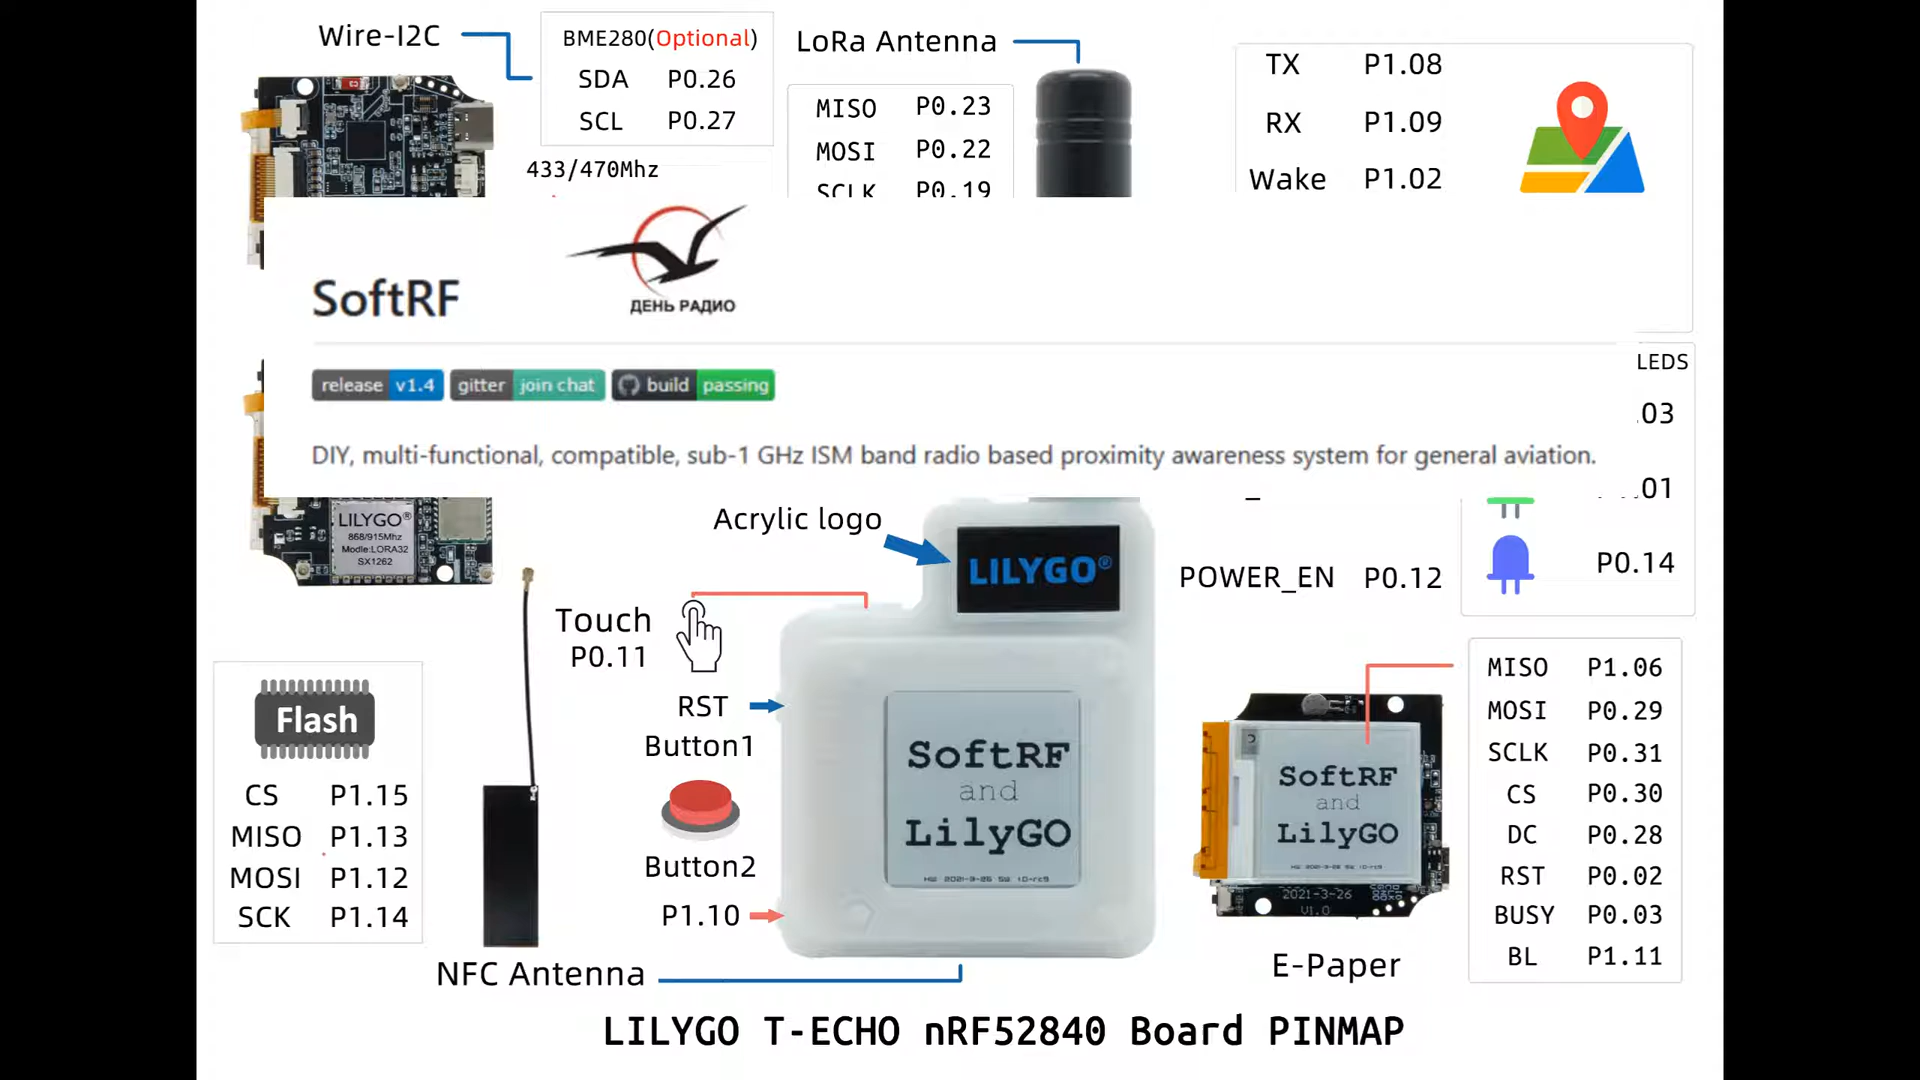 Wire-I2C
BME280(Optional)
SDA P0.26
SCL P0.27
433/470Mhz
LoRa Antenna
MISO P0.23
MOSI P0.22
SCLK P0.19
TX P1.08
RX P1.09
Wake P1.02
SoftRF
ДЕНЬ РАДИО
release v1.4 gitter join chat build passing
DIY, multi-functional, compatible, sub-1 GHz ISM band radio based proximity awareness system for general aviation.
LEDS
.03
.01
P0.14
POWER_EN P0.12
LILYGO®
868/915Mhz
Modle:LORA32
SX1262
Acrylic logo
LILYGO®
Touch
P0.11
RST
Button1
Button2
P1.10
SoftRF
and
LilyGO
Flash
CS P1.15
MISO P1.13
MOSI P1.12
SCK P1.14
NFC Antenna
SoftRF
and
LilyGO
2021-3-26
V1.0
E-Paper
MISO P1.06
MOSI P0.29
SCLK P0.31
CS P0.30
DC P0.28
RST P0.02
BUSY P0.03
BL P1.11
LILYGO T-ECHO nRF52840 Board PINMAP